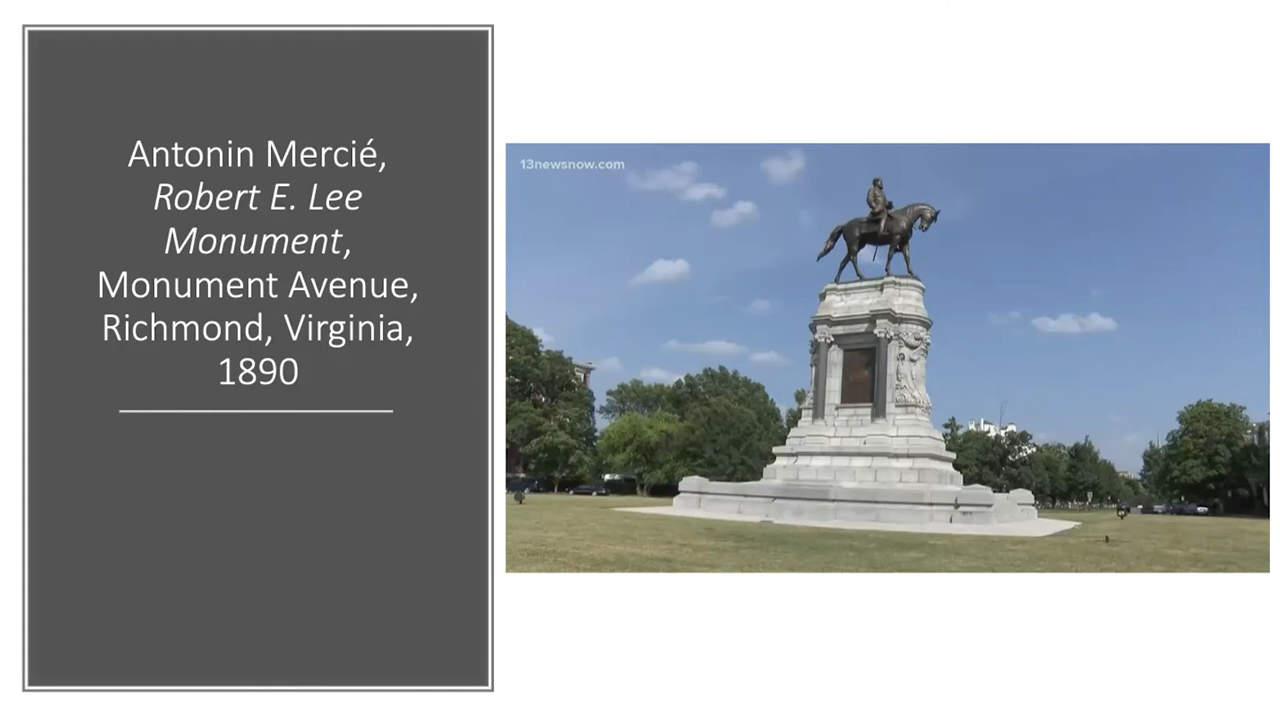 Antonin Mercié,
Robert E. Lee
Monument,
Monument Avenue,
Richmond, Virginia,
1890
13newsnow.com